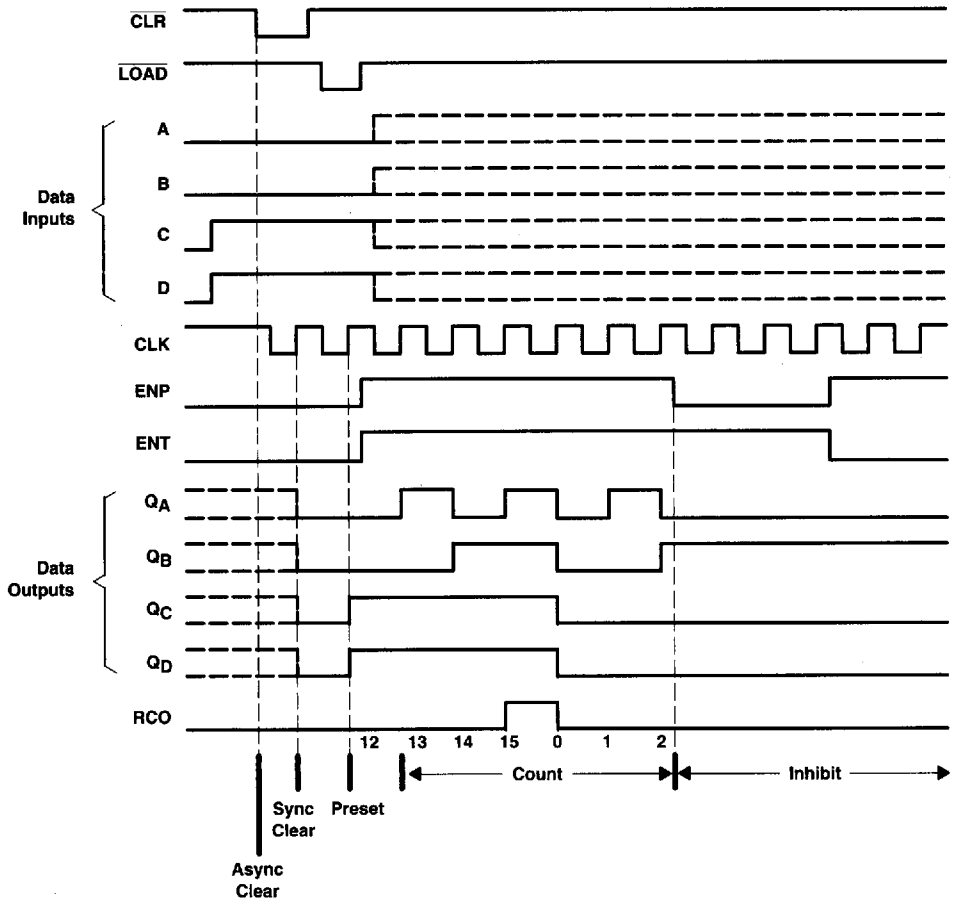 CLR
LOAD
A
B
Data
Inputs
C
D
CLK
ENP
ENT
QA
QB
Data
Outputs
QC
QD
RCO
12 13 14 15 0 1 2
Count Inhibit
Sync
Clear
Preset
Async
Clear